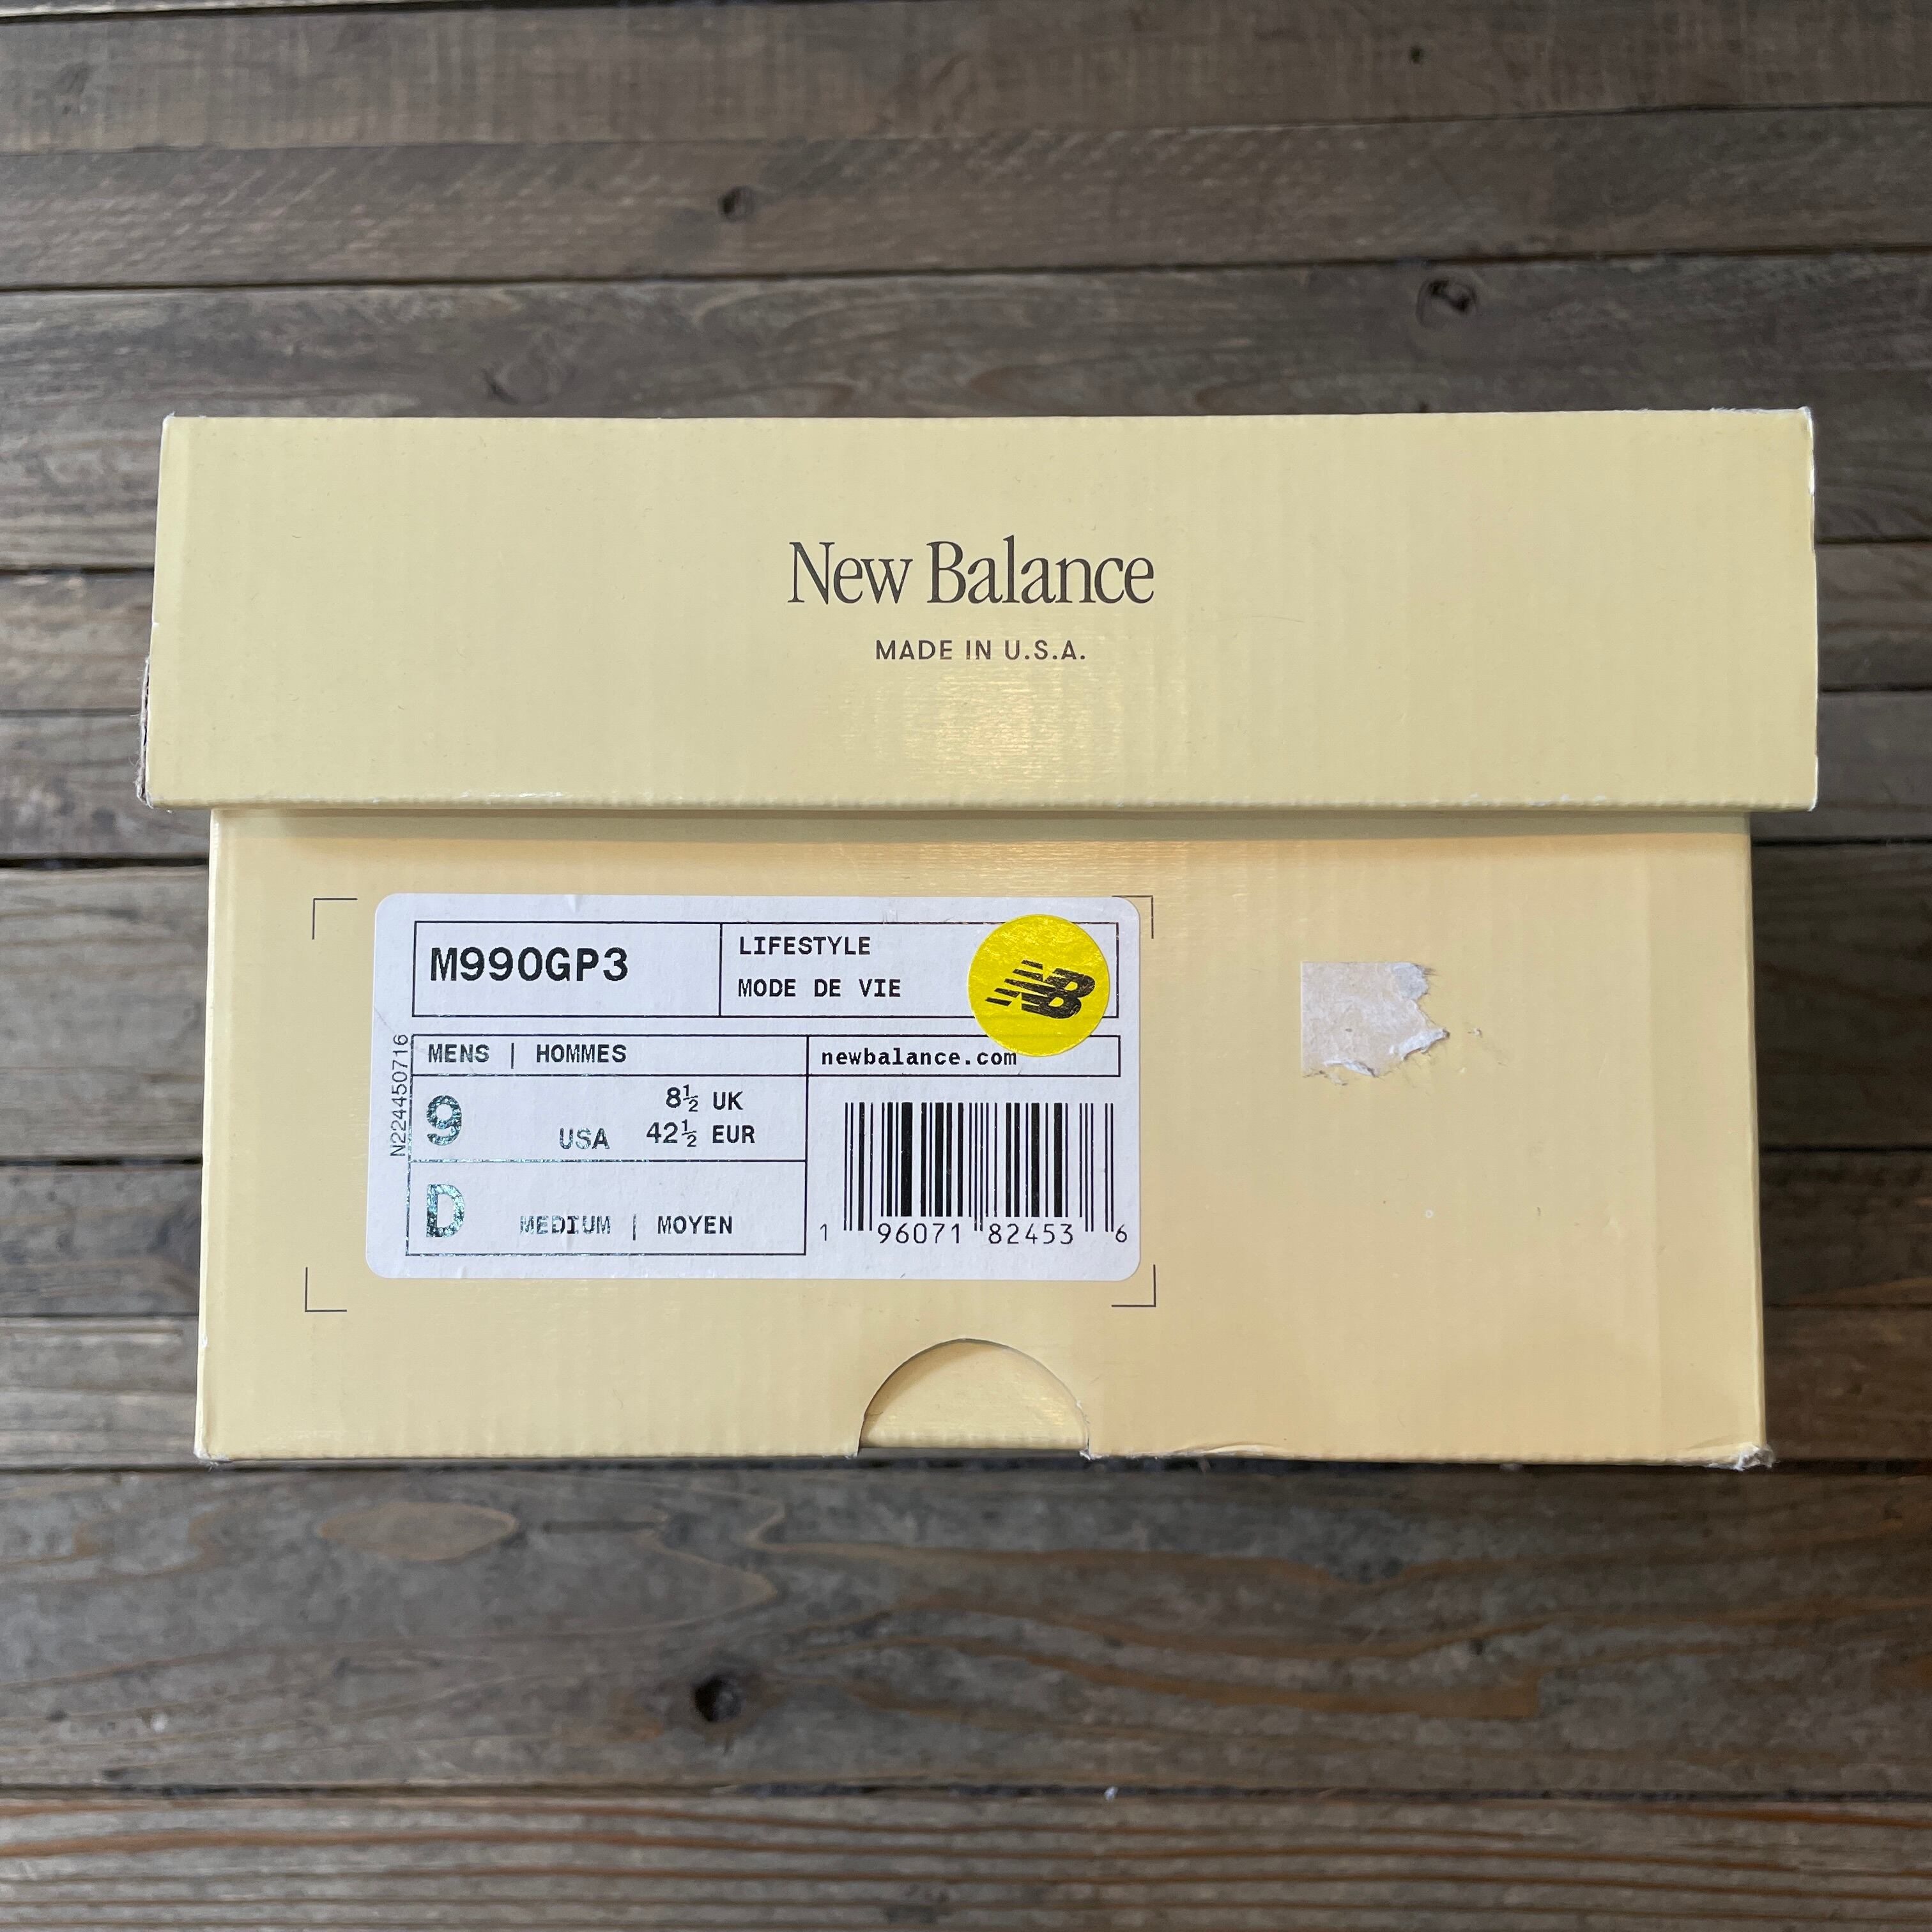 New Balance
MADE IN U.S.A.
M990GP3
LIFESTYLE
MODE DE VIE
NB
N224450716
MENS | HOMMES
newbalance.com
9 USA
8½ UK
42½ EUR
D MEDIUM | MOYEN
1 96071 82453 6